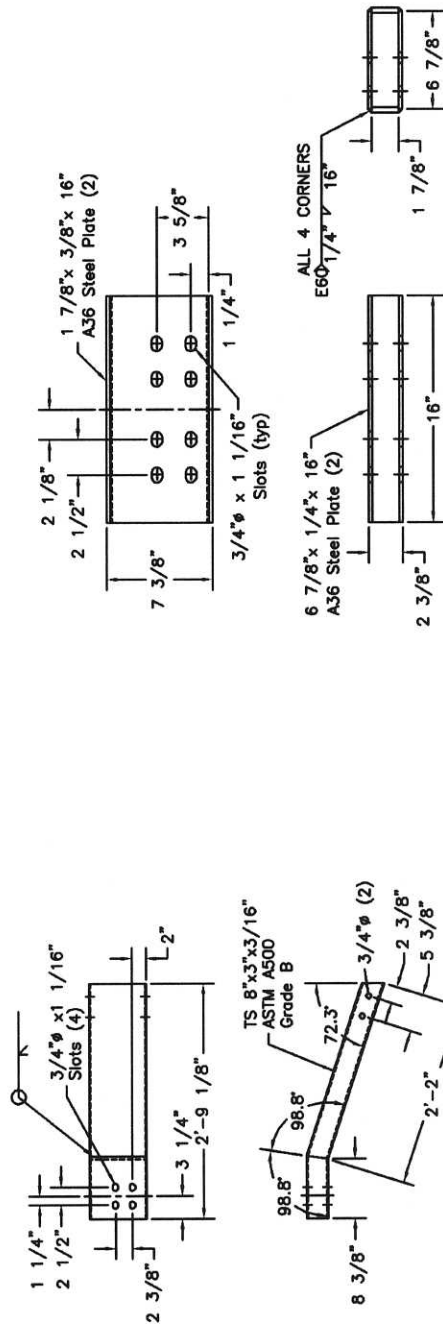 1 1/4"
2 1/2"
3/4"ø x1 1/16"
Slots (4)
2"
2 3/8"
3 1/4"
2'-9 1/8"
TS 8"x3"x3/16"
ASTM A500
Grade B
98.8°
98.8°
72.3°
3/4"ø (2)
2 3/8"
5 3/8"
2'-2"
8 3/8"
2 1/8"
2 1/2"
1 7/8"x 3/8"x 16"
A36 Steel Plate (2)
7 3/8"
3 5/8"
1 1/4"
3/4"ø x 1 1/16"
Slots (typ)
6 7/8"x 1/4"x 16"
A36 Steel Plate (2)
2 3/8"
16"
ALL 4 CORNERS
1/4" 16"
1 7/8"
6 7/8"